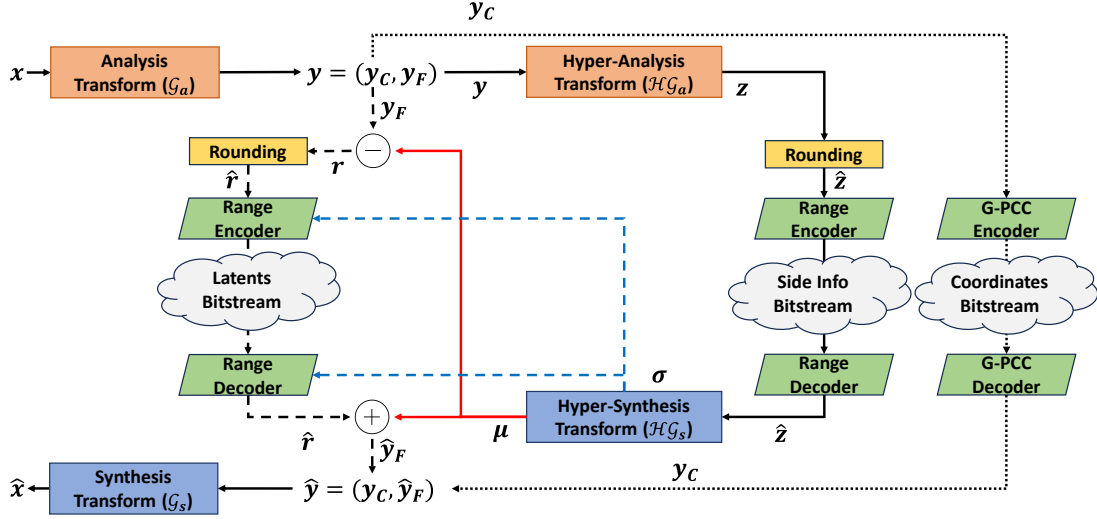 y_C
x
Analysis
Transform (𝒢_a)
y = (y_C, y_F)
y
Hyper-Analysis
Transform (ℋ𝒢_a)
z
y_F
Rounding
r
−
Rounding
r̂
ẑ
Range
Encoder
Range
Encoder
G-PCC
Encoder
Latents
Bitstream
Side Info
Bitstream
Coordinates
Bitstream
Range
Decoder
Range
Decoder
G-PCC
Decoder
σ
Hyper-Synthesis
Transform (ℋ𝒢_s)
+
r̂
μ
ẑ
ŷ_F
y_C
x̂
Synthesis
Transform (𝒢_s)
ŷ = (y_C, ŷ_F)